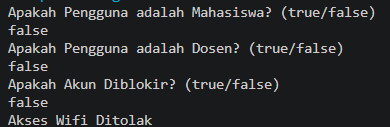 Apakah Pengguna adalah Mahasiswa? (true/false)
false
Apakah Pengguna adalah Dosen? (true/false)
false
Apakah Akun Diblokir? (true/false)
false
Akses Wifi Ditolak